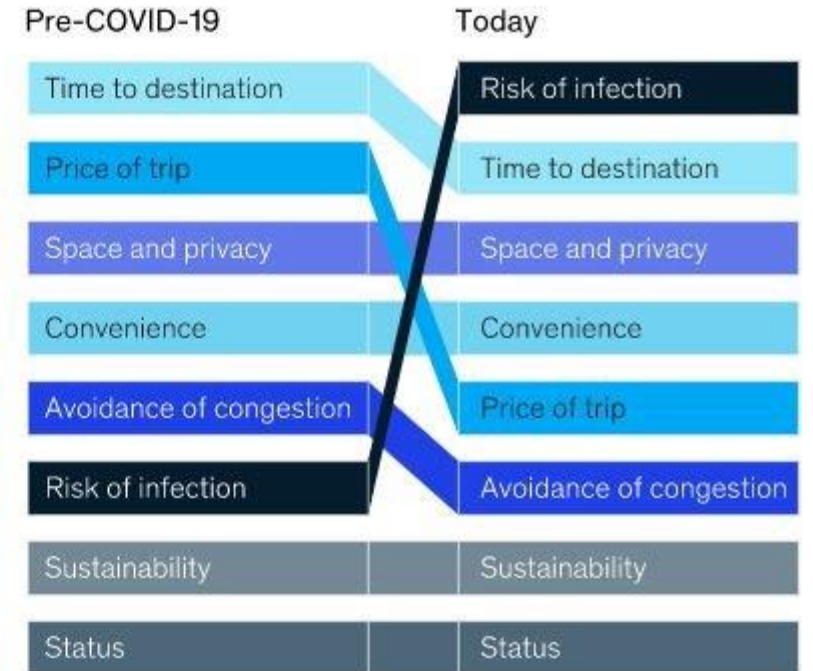 Pre-COVID-19
Today
Time to destination
Risk of infection
Price of trip
Time to destination
Space and privacy
Space and privacy
Convenience
Convenience
Avoidance of congestion
Price of trip
Risk of infection
Avoidance of congestion
Sustainability
Sustainability
Status
Status